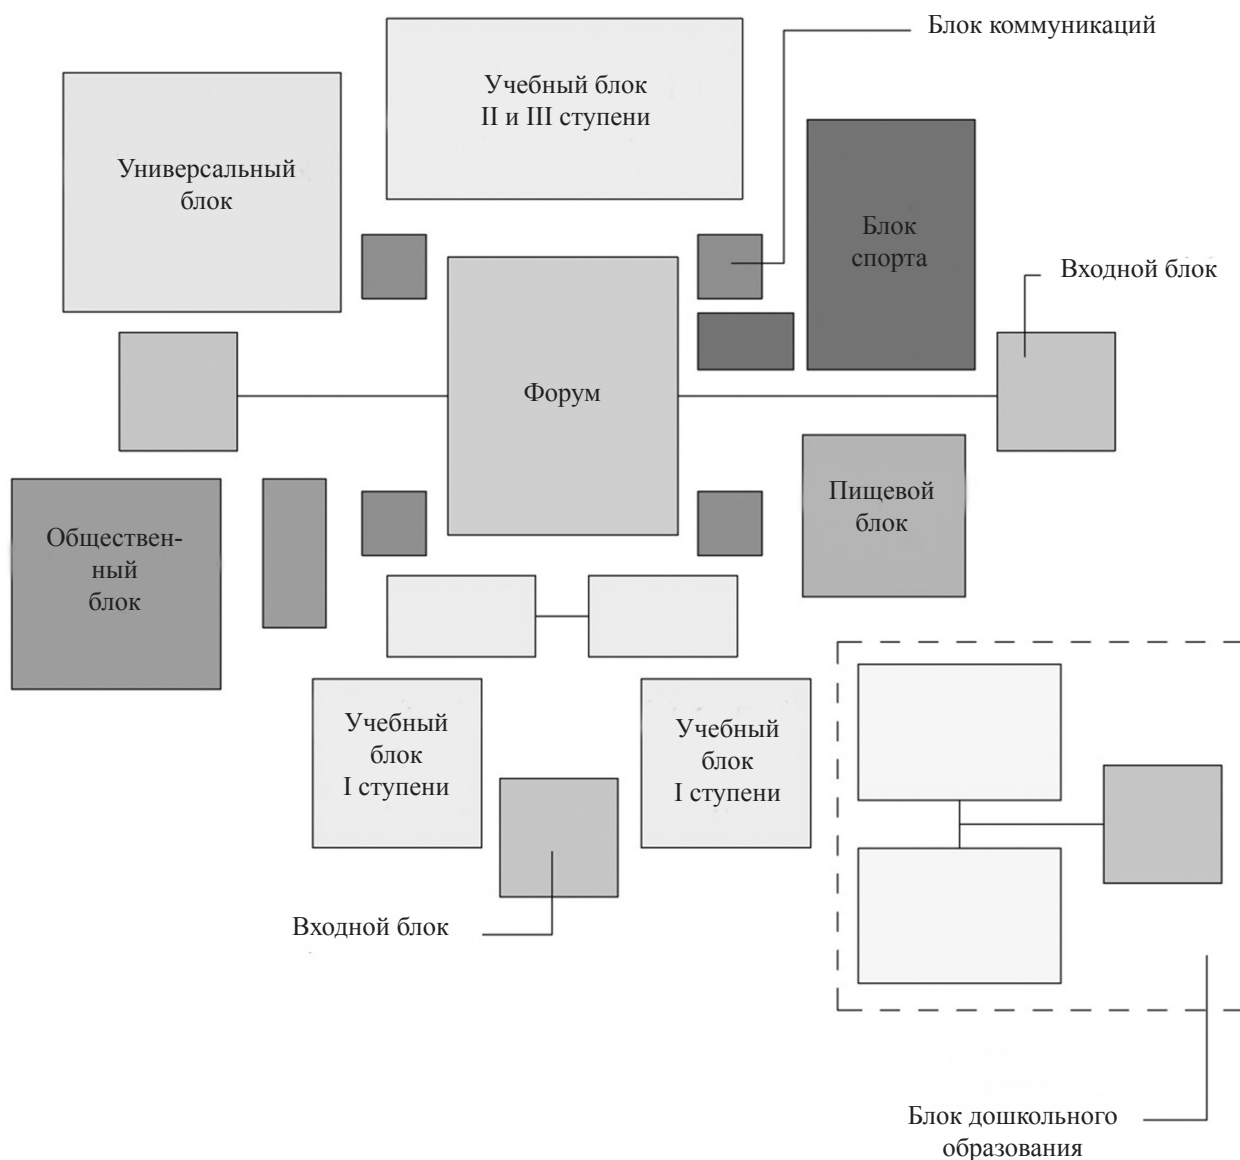 Блок коммуникаций
Учебный блок
II и III ступени
Универсальный
блок
Блок
спорта
Входной блок
Форум
Пищевой
блок
Обществен-
ный
блок
Учебный
блок
I ступени
Учебный
блок
I ступени
Входной блок
Блок дошкольного
образования